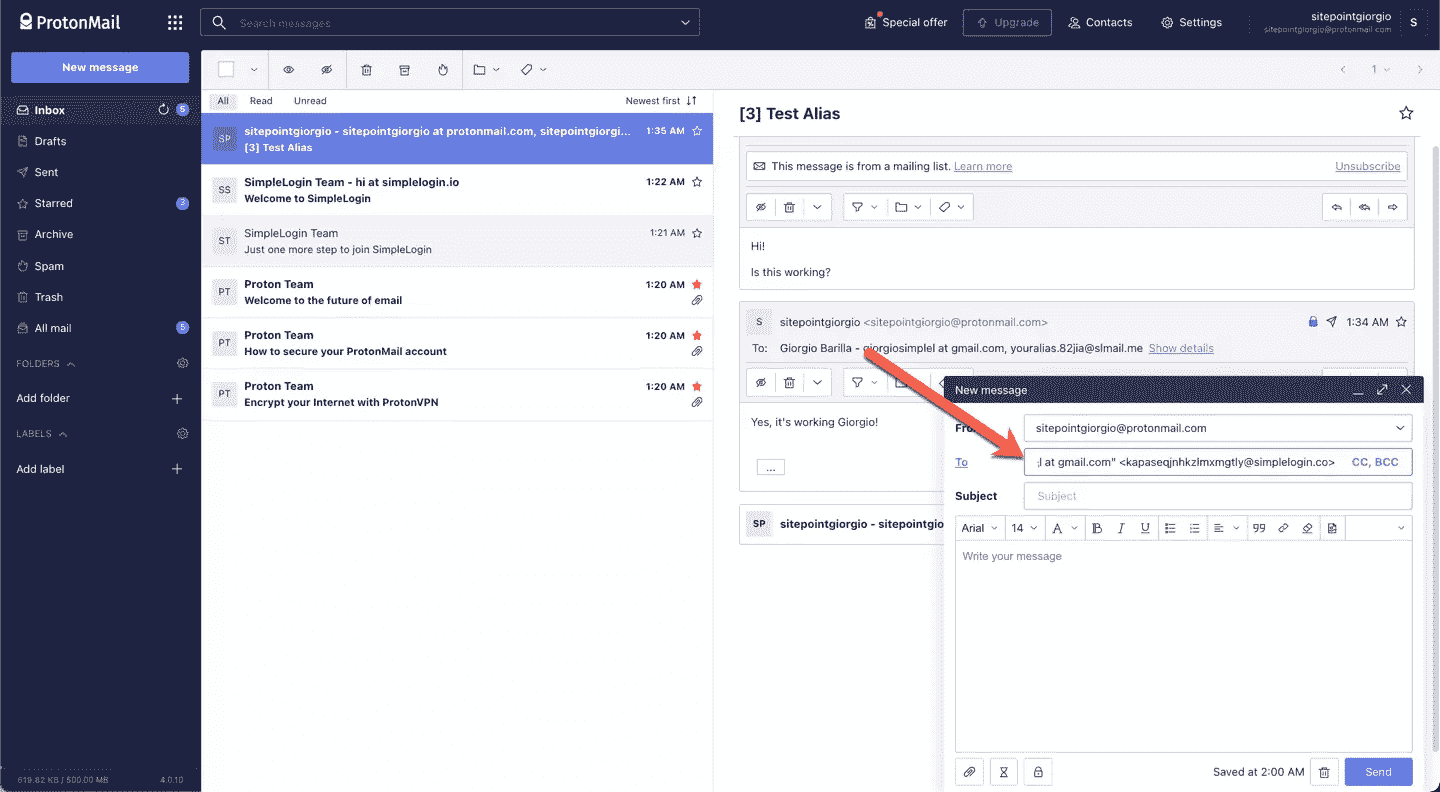 ProtonMail
Search messages
Special offer
Upgrade
Contacts
Settings
sitepointgiorgio
sitepointgiorgio@protonmail.com
S
New message
Inbox
5
Drafts
Sent
Starred
3
Archive
Spam
Trash
All mail
5
FOLDERS
Add folder
LABELS
Add label
619.82 KB / 500.00 MB
4.0.10
1
All
Read
Unread
Newest first
SP
sitepointgiorgio - sitepointgiorgio at protonmail.com, sitepointgiorgi...
1:35 AM
[3] Test Alias
SS
SimpleLogin Team - hi at simplelogin.io
1:22 AM
Welcome to SimpleLogin
ST
SimpleLogin Team
1:21 AM
Just one more step to join SimpleLogin
PT
Proton Team
1:20 AM
Welcome to the future of email
PT
Proton Team
1:20 AM
How to secure your ProtonMail account
PT
Proton Team
1:20 AM
Encrypt your Internet with ProtonVPN
[3] Test Alias
This message is from a mailing list. Learn more
Unsubscribe
Hi!
Is this working?
S
sitepointgiorgio <sitepointgiorgio@protonmail.com>
1:34 AM
To: Giorgio Barilla - giorgiosimplel at gmail.com, youralias.82jia@slmail.me Show details
Yes, it's working Giorgio!
...
SP
sitepointgiorgio - sitepointgio
New message
From
sitepointgiorgio@protonmail.com
To
l at gmail.com" <kapaseqjnhkzlmxmgtly@simplelogin.co>
CC, BCC
Subject
Subject
Arial
14
A
B
I
U
99
Write your message
Saved at 2:00 AM
Send